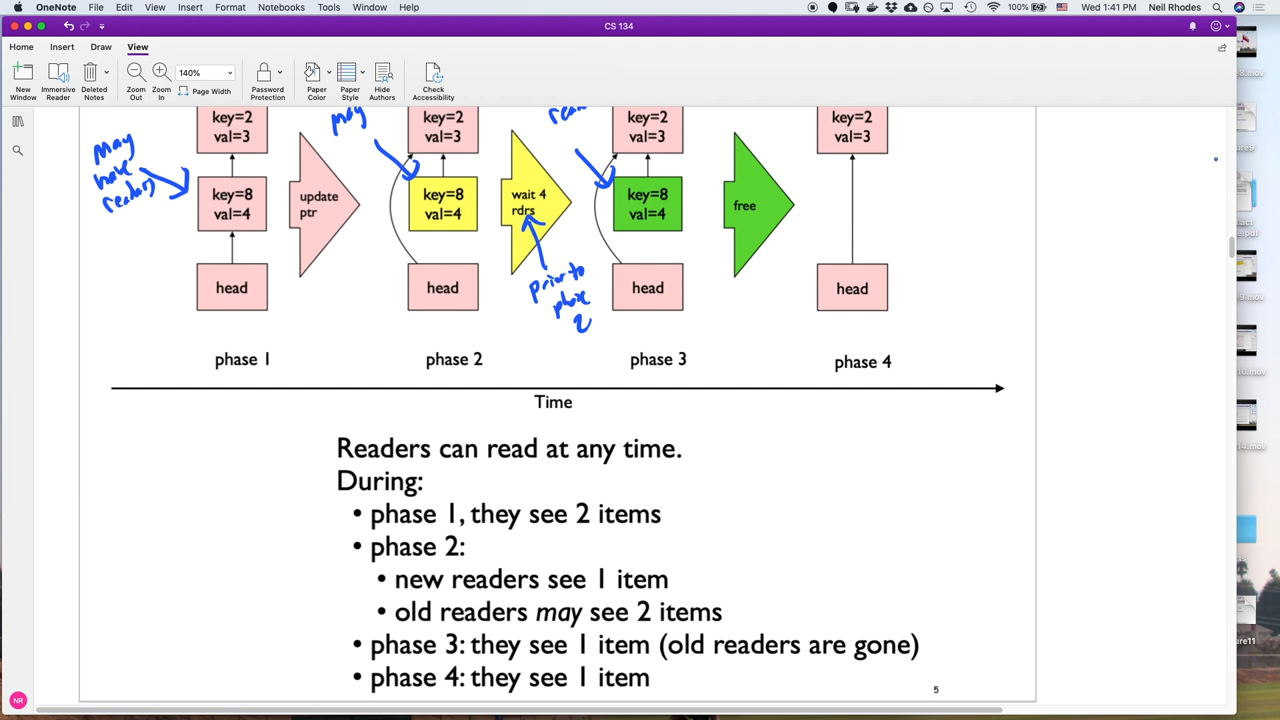 OneNote File Edit View Insert Format Notebooks Tools Window Help 100% Wed 1:41 PM Neil Rhodes
CS 134
Home Insert Draw View
140%
New Window
Immersive Reader
Deleted Notes
Zoom Out
Zoom In
Page Width
Password Protection
Paper Color
Paper Style
Hide Authors
Check Accessibility
key=2
val=3
key=2
val=3
key=2
val=3
key=2
val=3
may have readers
may
key=8
val=4
update ptr
key=8
val=4
wait 4 rdrs
key=8
val=4
free
prior to phase 2
head
head
head
head
phase 1
phase 2
phase 3
phase 4
Time
Readers can read at any time.
During:
• phase 1, they see 2 items
• phase 2:
• new readers see 1 item
• old readers may see 2 items
• phase 3: they see 1 item (old readers are gone)
• phase 4: they see 1 item
5
NR